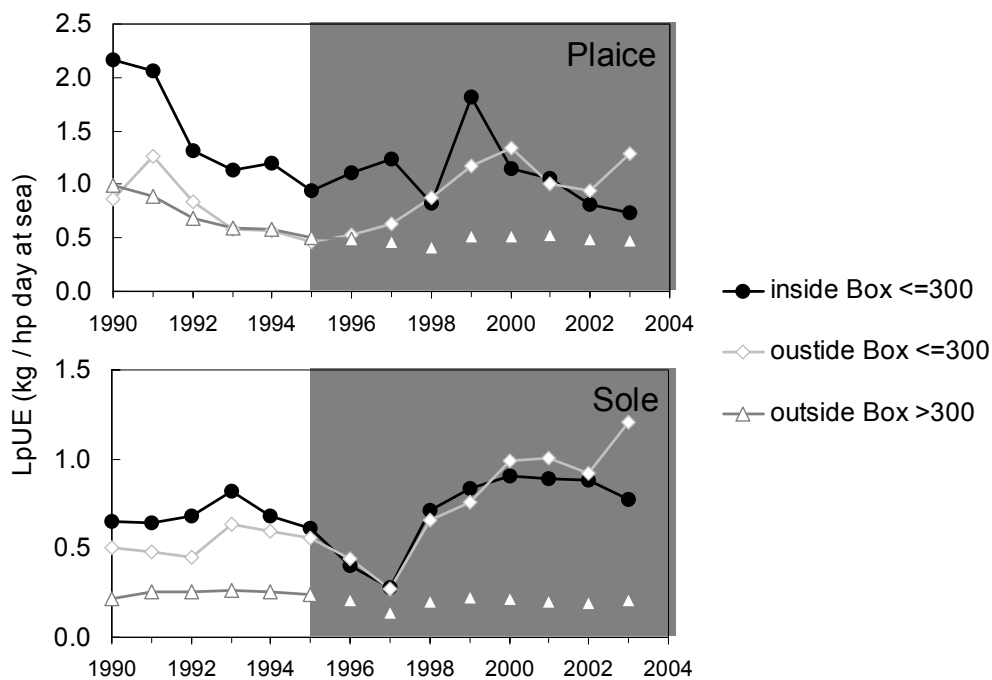 2.5
2.0
1.5
1.0
0.5
0.0
Plaice
1990 1992 1994 1996 1998 2000 2002 2004
LpUE (kg / hp day at sea)
inside Box <=300
oustide Box <=300
outside Box >300
1.5
1.0
0.5
0.0
Sole
1990 1992 1994 1996 1998 2000 2002 2004